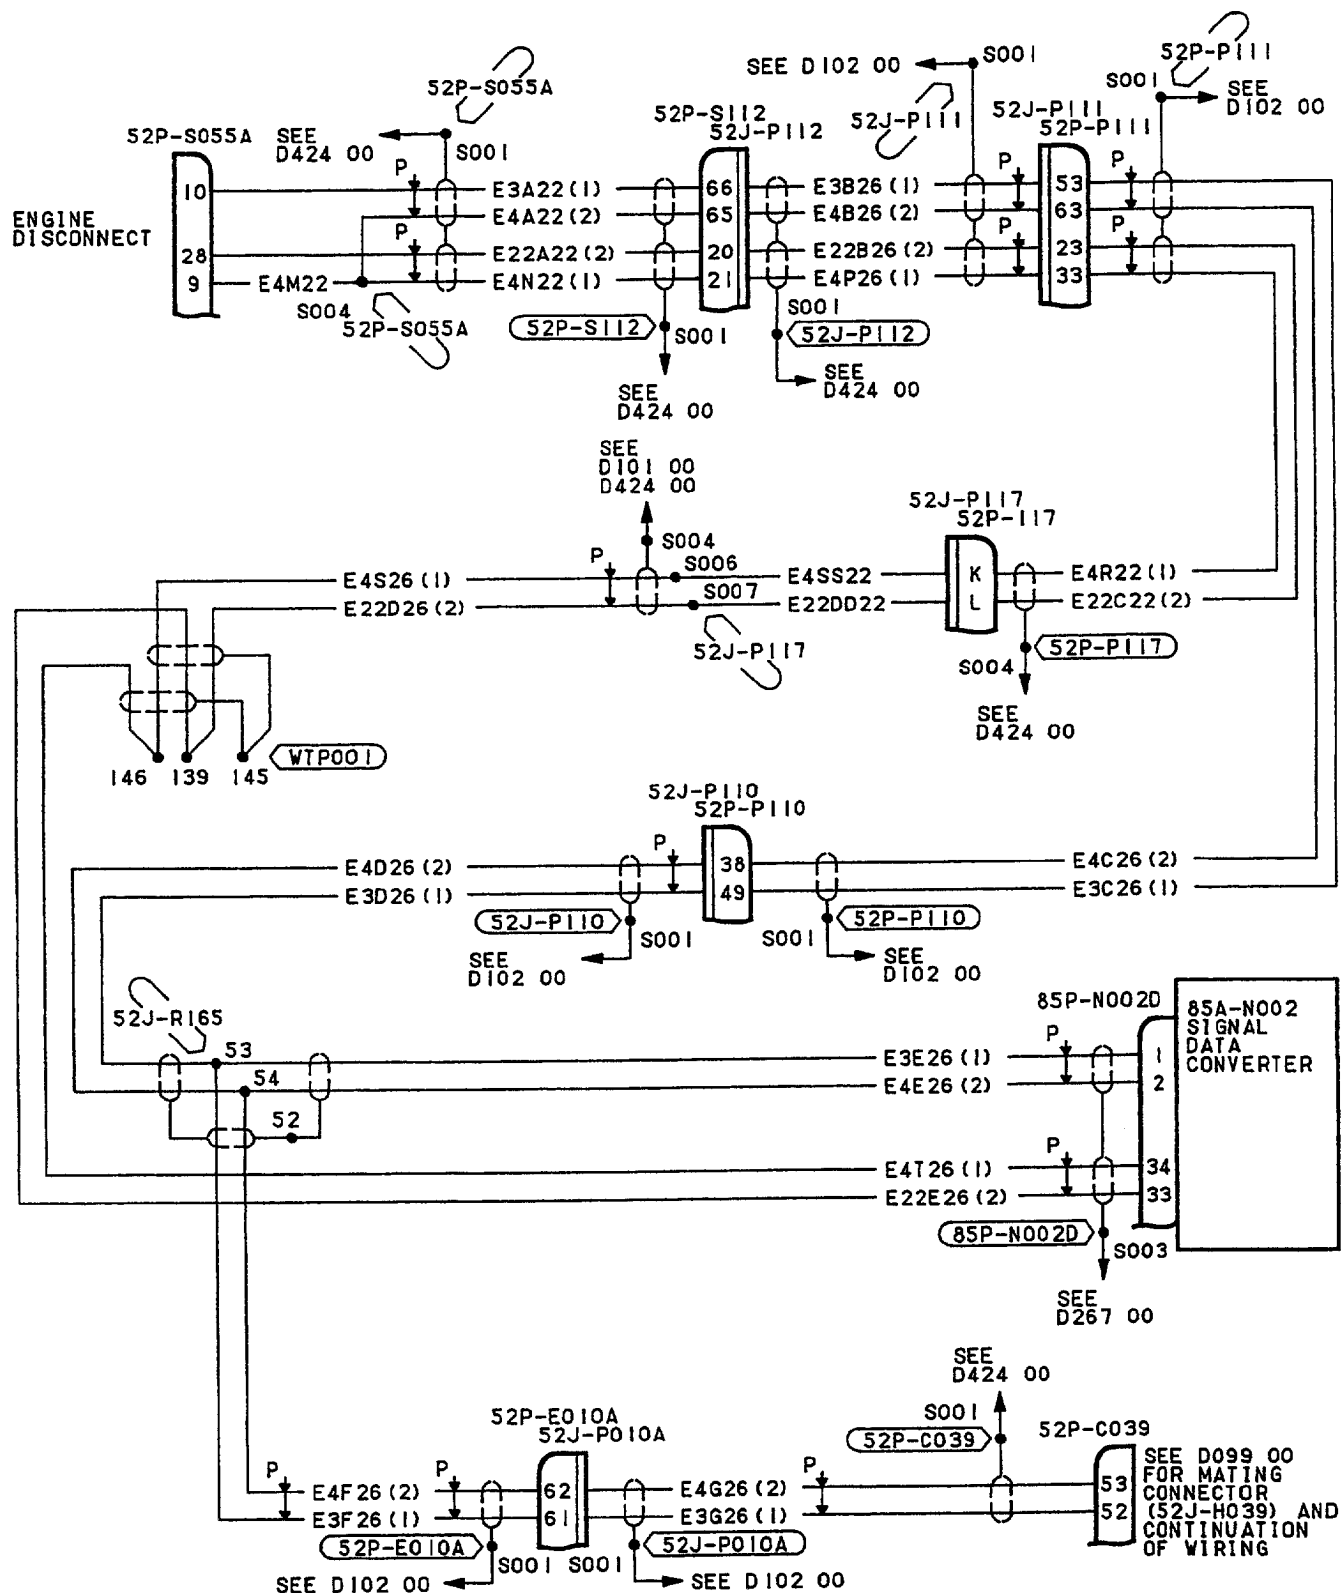 52P-P111
S001
SEE
D102 00
SEE D102 00
S001
52P-S055A
SEE
D424 00
S001
52P-S112
52J-P112
52J-P111
52J-P111
52P-P111
52P-S055A
ENGINE
DISCONNECT
10
28
9
P
P
E3A22(1)
E4A22(2)
E22A22(2)
E4M22
E4N22(1)
S004
52P-S055A
66
65
20
21
E3B26(1)
E4B26(2)
E22B26(2)
E4P26(1)
P
P
53
63
23
33
P
P
52P-S112
S001
SEE
D424 00
S001
52J-P112
SEE
D424 00
SEE
D101 00
D424 00
S004
P
S006
S007
E4S26(1)
E22D26(2)
E4SS22
E22DD22
52J-P117
52J-P117
52P-117
K
L
E4R22(1)
E22C22(2)
52P-P117
S004
SEE
D424 00
146 139 145
WTP001
52J-P110
52P-P110
E4D26(2)
E3D26(1)
P
38
49
E4C26(2)
E3C26(1)
52J-P110
S001
SEE
D102 00
S001
52P-P110
SEE
D102 00
52J-R165
53
54
52
85P-N002D
85A-N002
SIGNAL
DATA
CONVERTER
E3E26(1)
E4E26(2)
P
1
2
E4T26(1)
E22E26(2)
P
34
33
85P-N002D
S003
SEE
D267 00
SEE
D424 00
S001
52P-C039
52P-C039
52P-E010A
52J-P010A
P
E4F26(2)
E3F26(1)
P
62
61
E4G26(2)
E3G26(1)
P
53
52
SEE D099 00
FOR MATING
CONNECTOR
(52J-H039) AND
CONTINUATION
OF WIRING
52P-E010A
S001
S001
52J-P010A
SEE D102 00
SEE D102 00